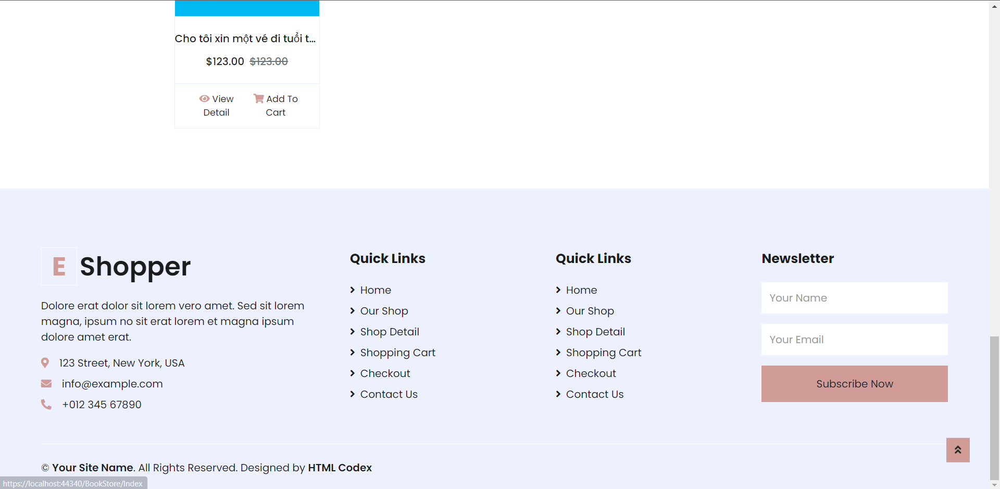 Cho tôi xin một vé đi tuổi t...
$123.00 $123.00
View Detail
Add To Cart
E Shopper
Dolore erat dolor sit lorem vero amet. Sed sit lorem
magna, ipsum no sit erat lorem et magna ipsum
dolore amet erat.
123 Street, New York, USA
info@example.com
+012 345 67890
Quick Links
Home
Our Shop
Shop Detail
Shopping Cart
Checkout
Contact Us
Quick Links
Home
Our Shop
Shop Detail
Shopping Cart
Checkout
Contact Us
Newsletter
Your Name
Your Email
Subscribe Now
© Your Site Name. All Rights Reserved. Designed by HTML Codex
https://localhost:44340/BookStore/Index